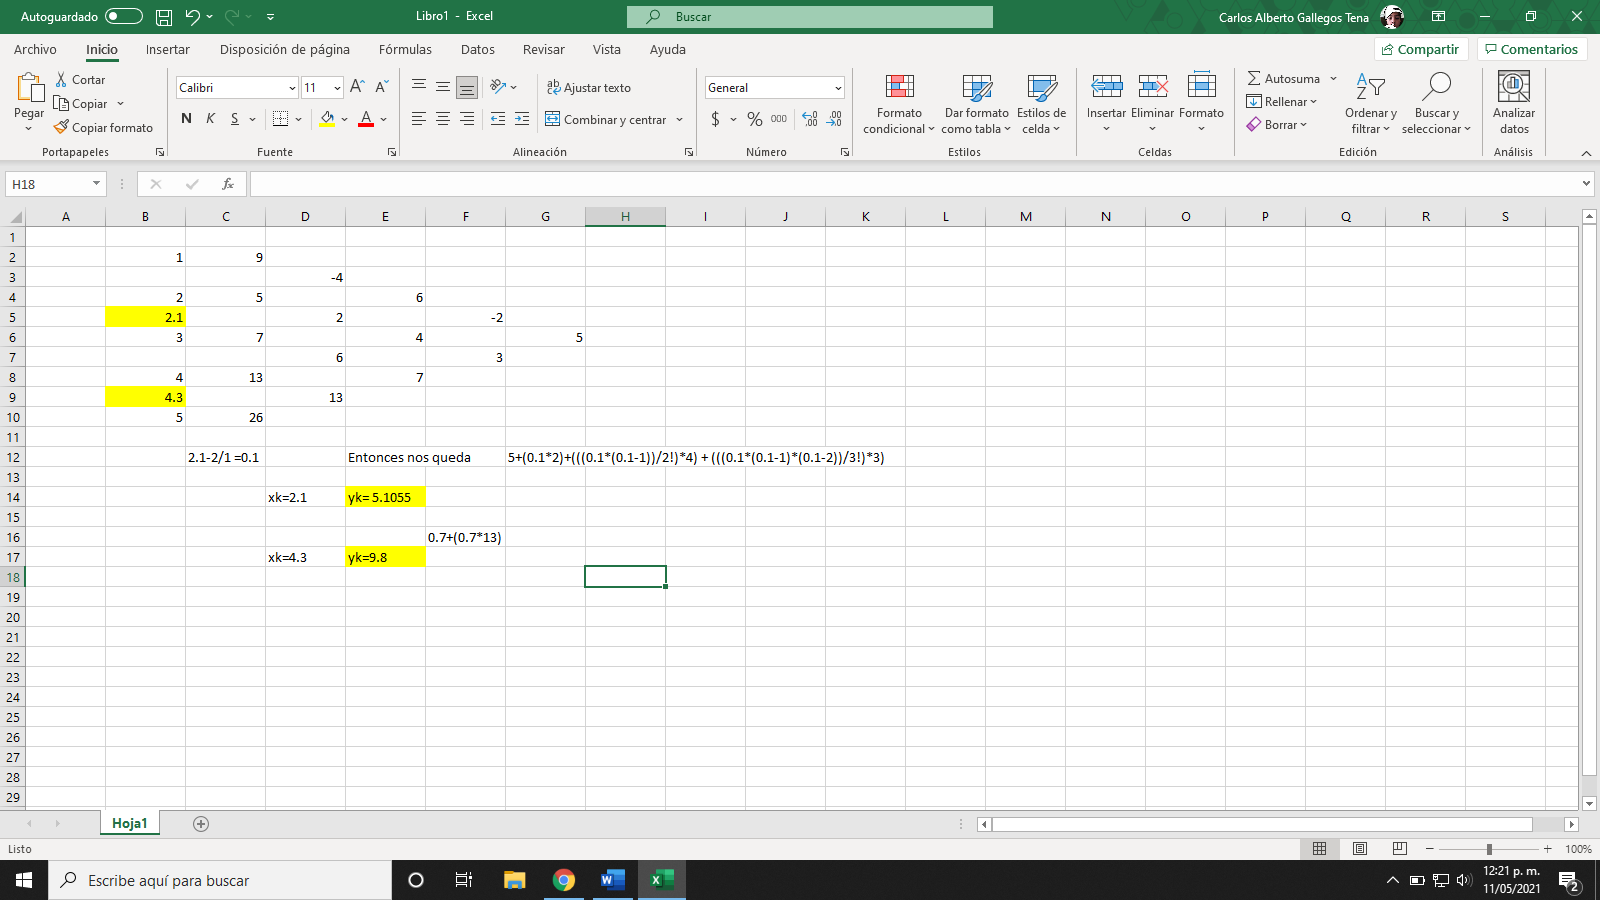 Autoguardado Libro1 - Excel Buscar Carlos Alberto Gallegos Tena
Archivo Inicio Insertar Disposición de página Fórmulas Datos Revisar Vista Ayuda Compartir Comentarios
Pegar Cortar Copiar Copiar formato
Calibri 11 N K S
Ajustar texto Combinar y centrar
General $ % 000
Formato condicional Dar formato como tabla Estilos de celda
Insertar Eliminar Formato
Autosuma Rellenar Borrar Ordenar y filtrar Buscar y seleccionar
Analizar datos
Portapapeles Fuente Alineación Número Estilos Celdas Edición Análisis
H18 fx
A B C D E F G H I J K L M N O P Q R S
1
2 1 9
3 -4
4 2 5 6
5 2.1 2 -2
6 3 7 4 5
7 6 3
8 4 13 7
9 4.3 13
10 5 26
11
12 2.1-2/1 =0.1 Entonces nos queda 5+(0.1*2)+(((0.1*(0.1-1))/2!)*4) + (((0.1*(0.1-1)*(0.1-2))/3!)*3)
13
14 xk=2.1 yk= 5.1055
15
16 0.7+(0.7*13)
17 xk=4.3 yk=9.8
18
19
20
21
22
23
24
25
26
27
28
29
Hoja1
Listo 100%
Escribe aquí para buscar 12:21 p. m.
11/05/2021 2